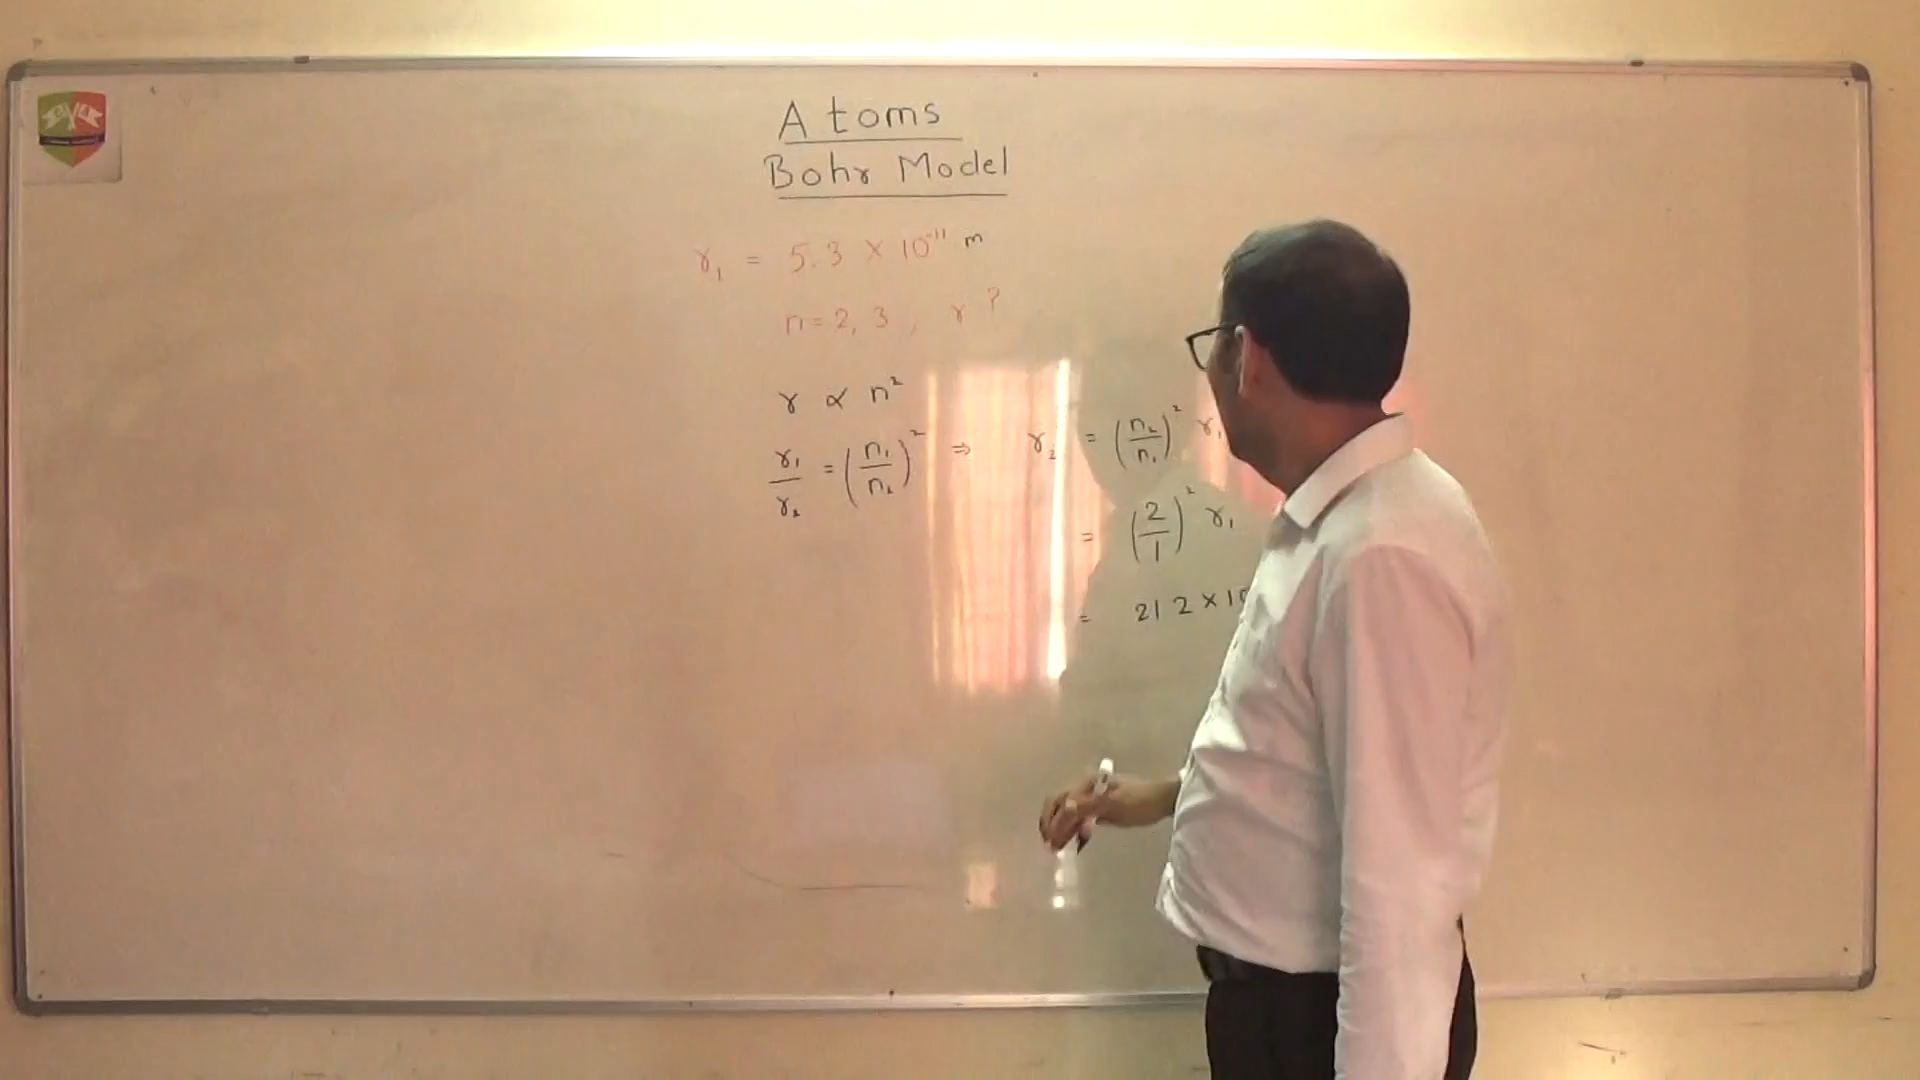 Atoms
Bohr Model
r₁ = 5.3 × 10⁻¹¹ m
n = 2, 3 , r ?
r ∝ n²
r₁/r₂ = (n₁/n₂)² ⇒ r₂ = (n₂/n₁)² r₁
= (2/1)² r₁
= 21 2 × 10